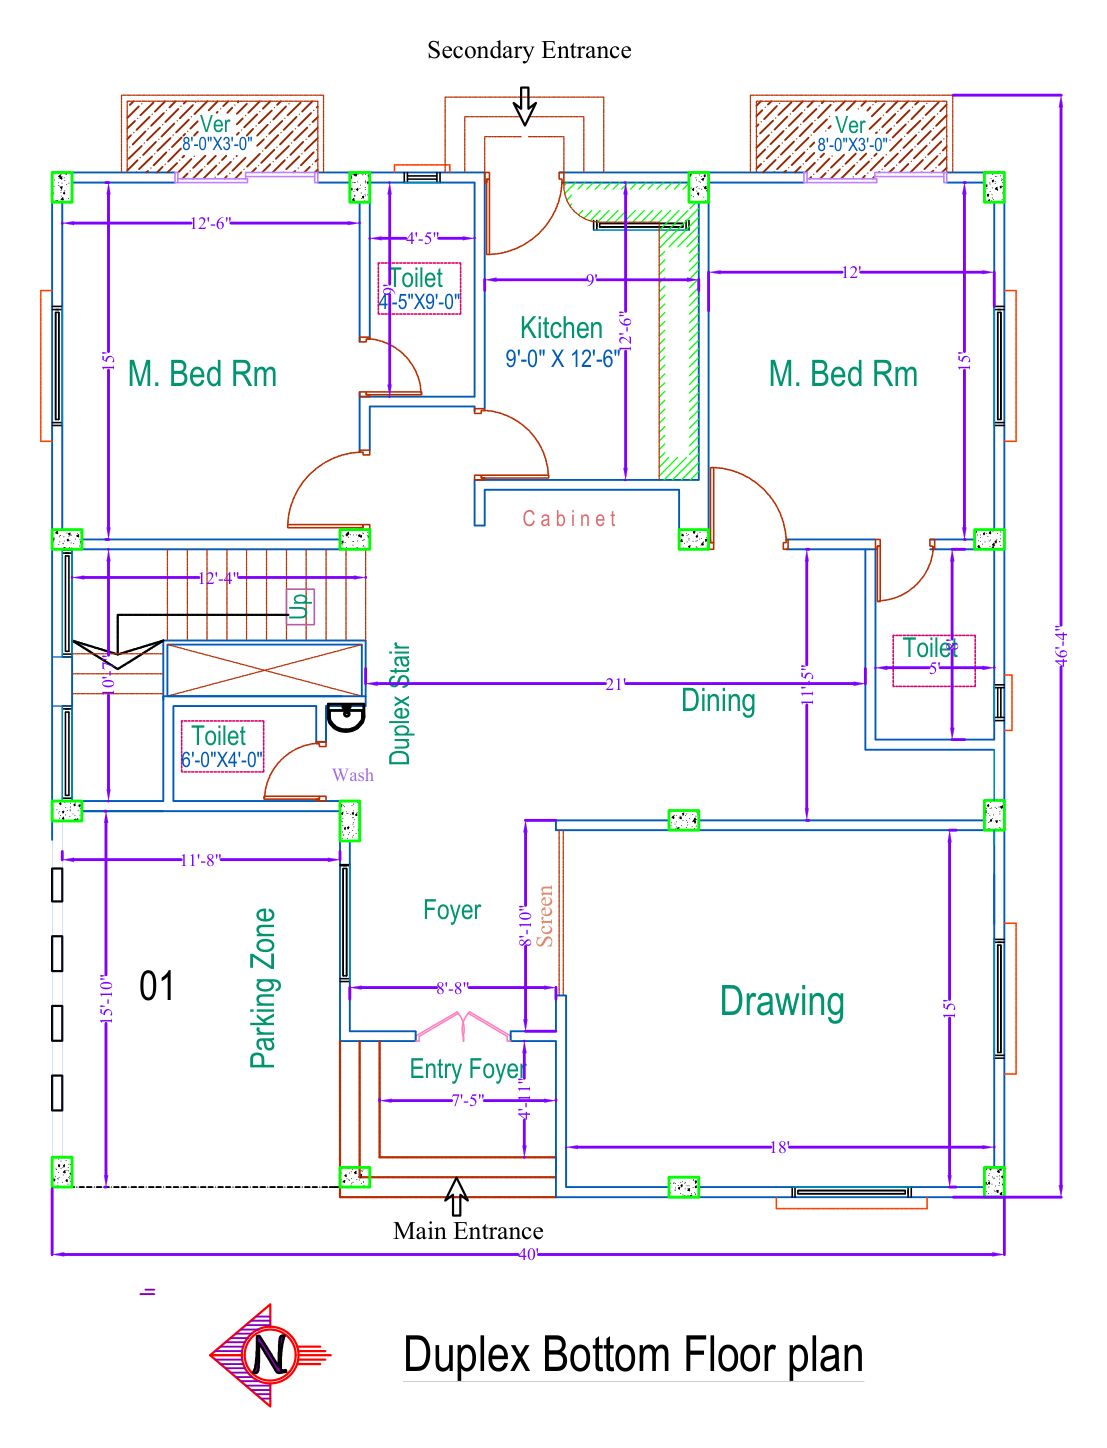 Secondary Entrance
Ver
8'-0"X3'-0"
Ver
8'-0"X3'-0"
12'-6"
4'-5"
9'
12'
Toilet
4'-5"X9'-0"
9'
Kitchen
9'-0" X 12'-6"
12'-6"
15'
M. Bed Rm
M. Bed Rm
15'
Cabinet
12'-4"
Up
Duplex Stair
21'
Dining
11'-5"
Toilet
5'
46'-4"
Toilet
6'-0"X4'-0"
Wash
11'-8"
Foyer
8'-10"
Screen
8'-8"
15'-10"
01
Parking Zone
Drawing
15'
Entry Foyer
7'-5"
4'-11"
18'
Main Entrance
40'
N
Duplex Bottom Floor plan